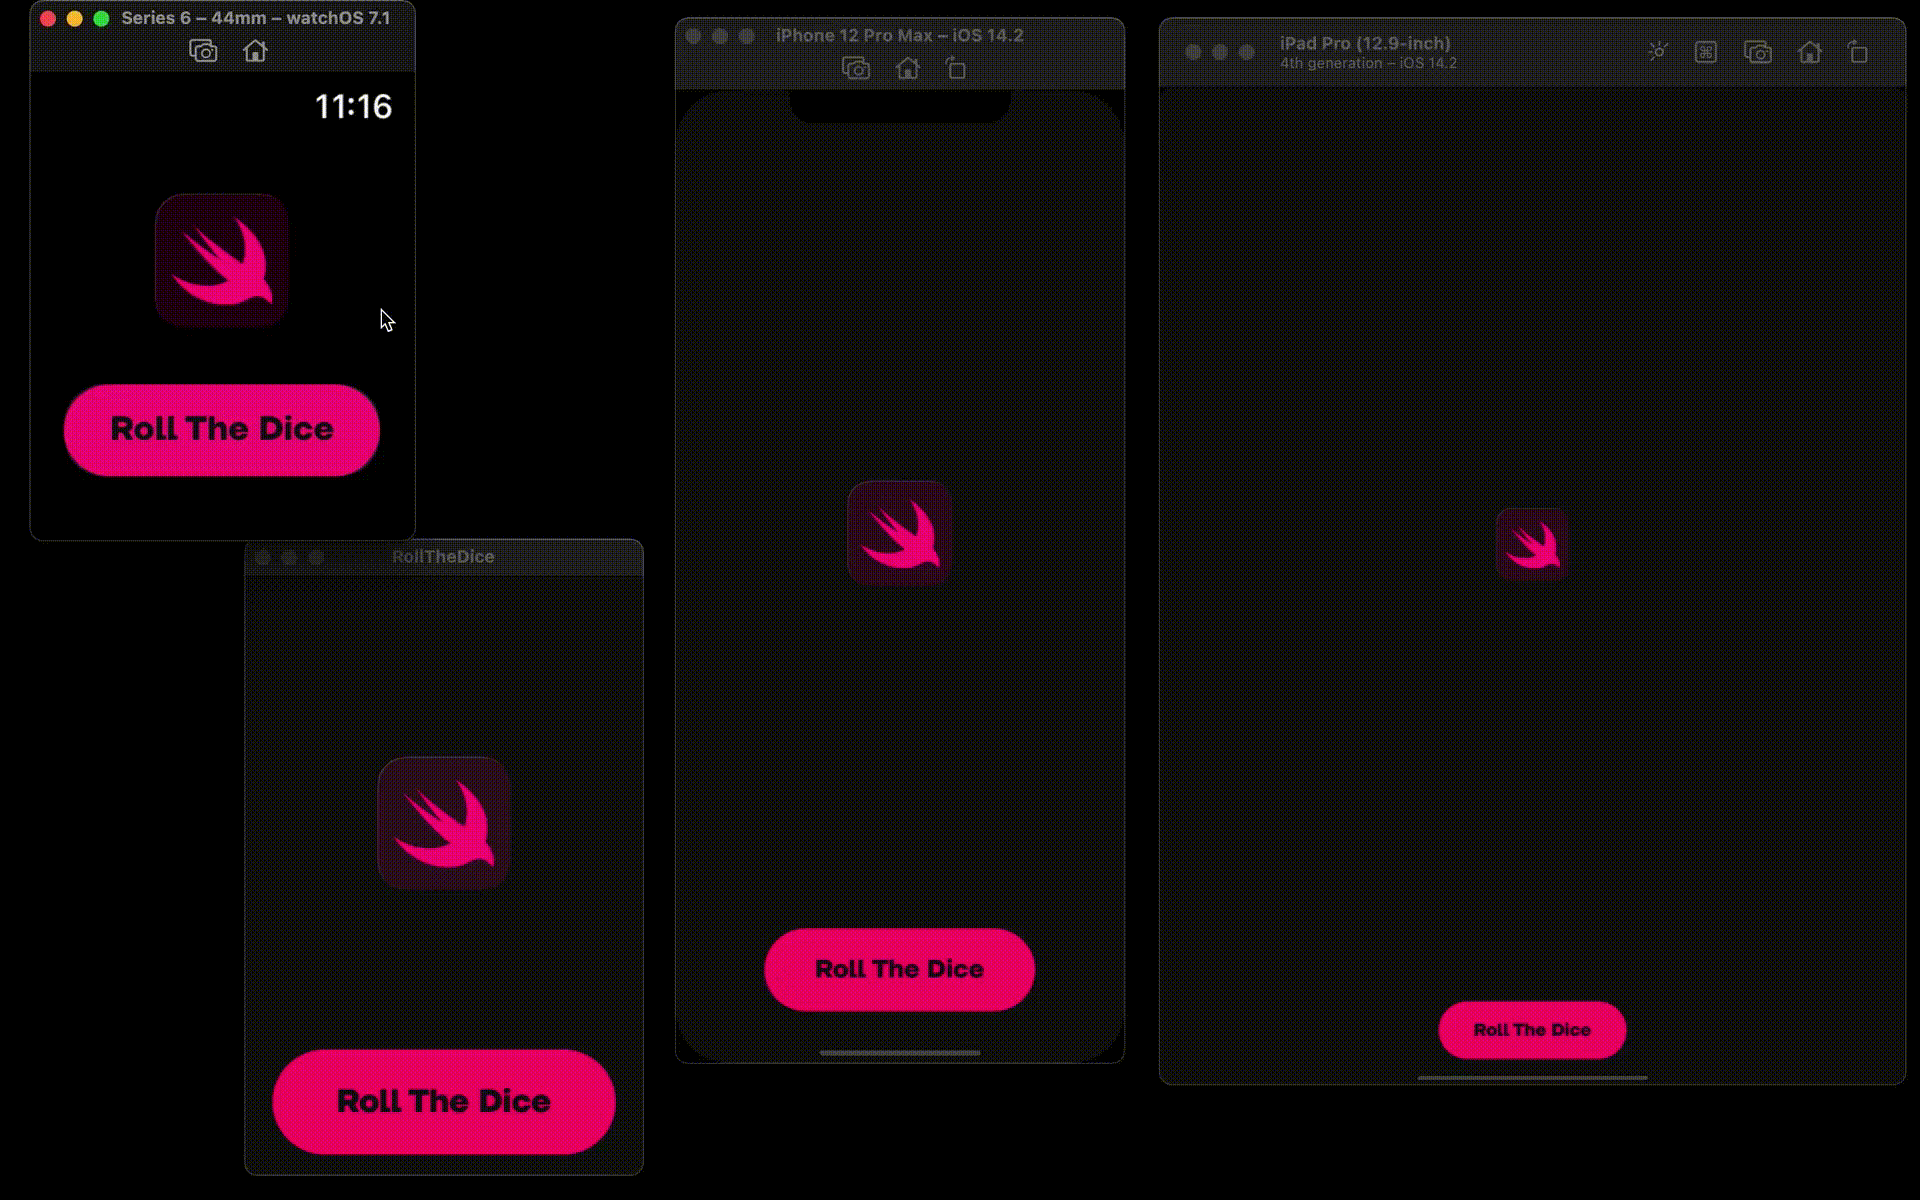 Series 6 – 44mm – watchOS 7.1
11:16
Roll The Dice
RollTheDice
Roll The Dice
iPhone 12 Pro Max – iOS 14.2
Roll The Dice
iPad Pro (12.9-inch)
4th generation – iOS 14.2
Roll The Dice